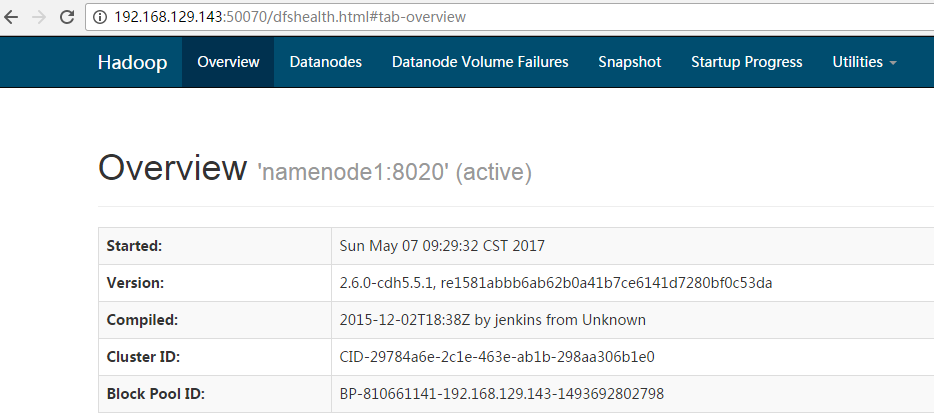 192.168.129.143:50070/dfshealth.html#tab-overview
Hadoop Overview Datanodes Datanode Volume Failures Snapshot Startup Progress Utilities
Overview 'namenode1:8020' (active)
Started: Sun May 07 09:29:32 CST 2017
Version: 2.6.0-cdh5.5.1, re1581abbb6ab62b0a41b7ce6141d7280bf0c53da
Compiled: 2015-12-02T18:38Z by jenkins from Unknown
Cluster ID: CID-29784a6e-2c1e-463e-ab1b-298aa306b1e0
Block Pool ID: BP-810661141-192.168.129.143-1493692802798